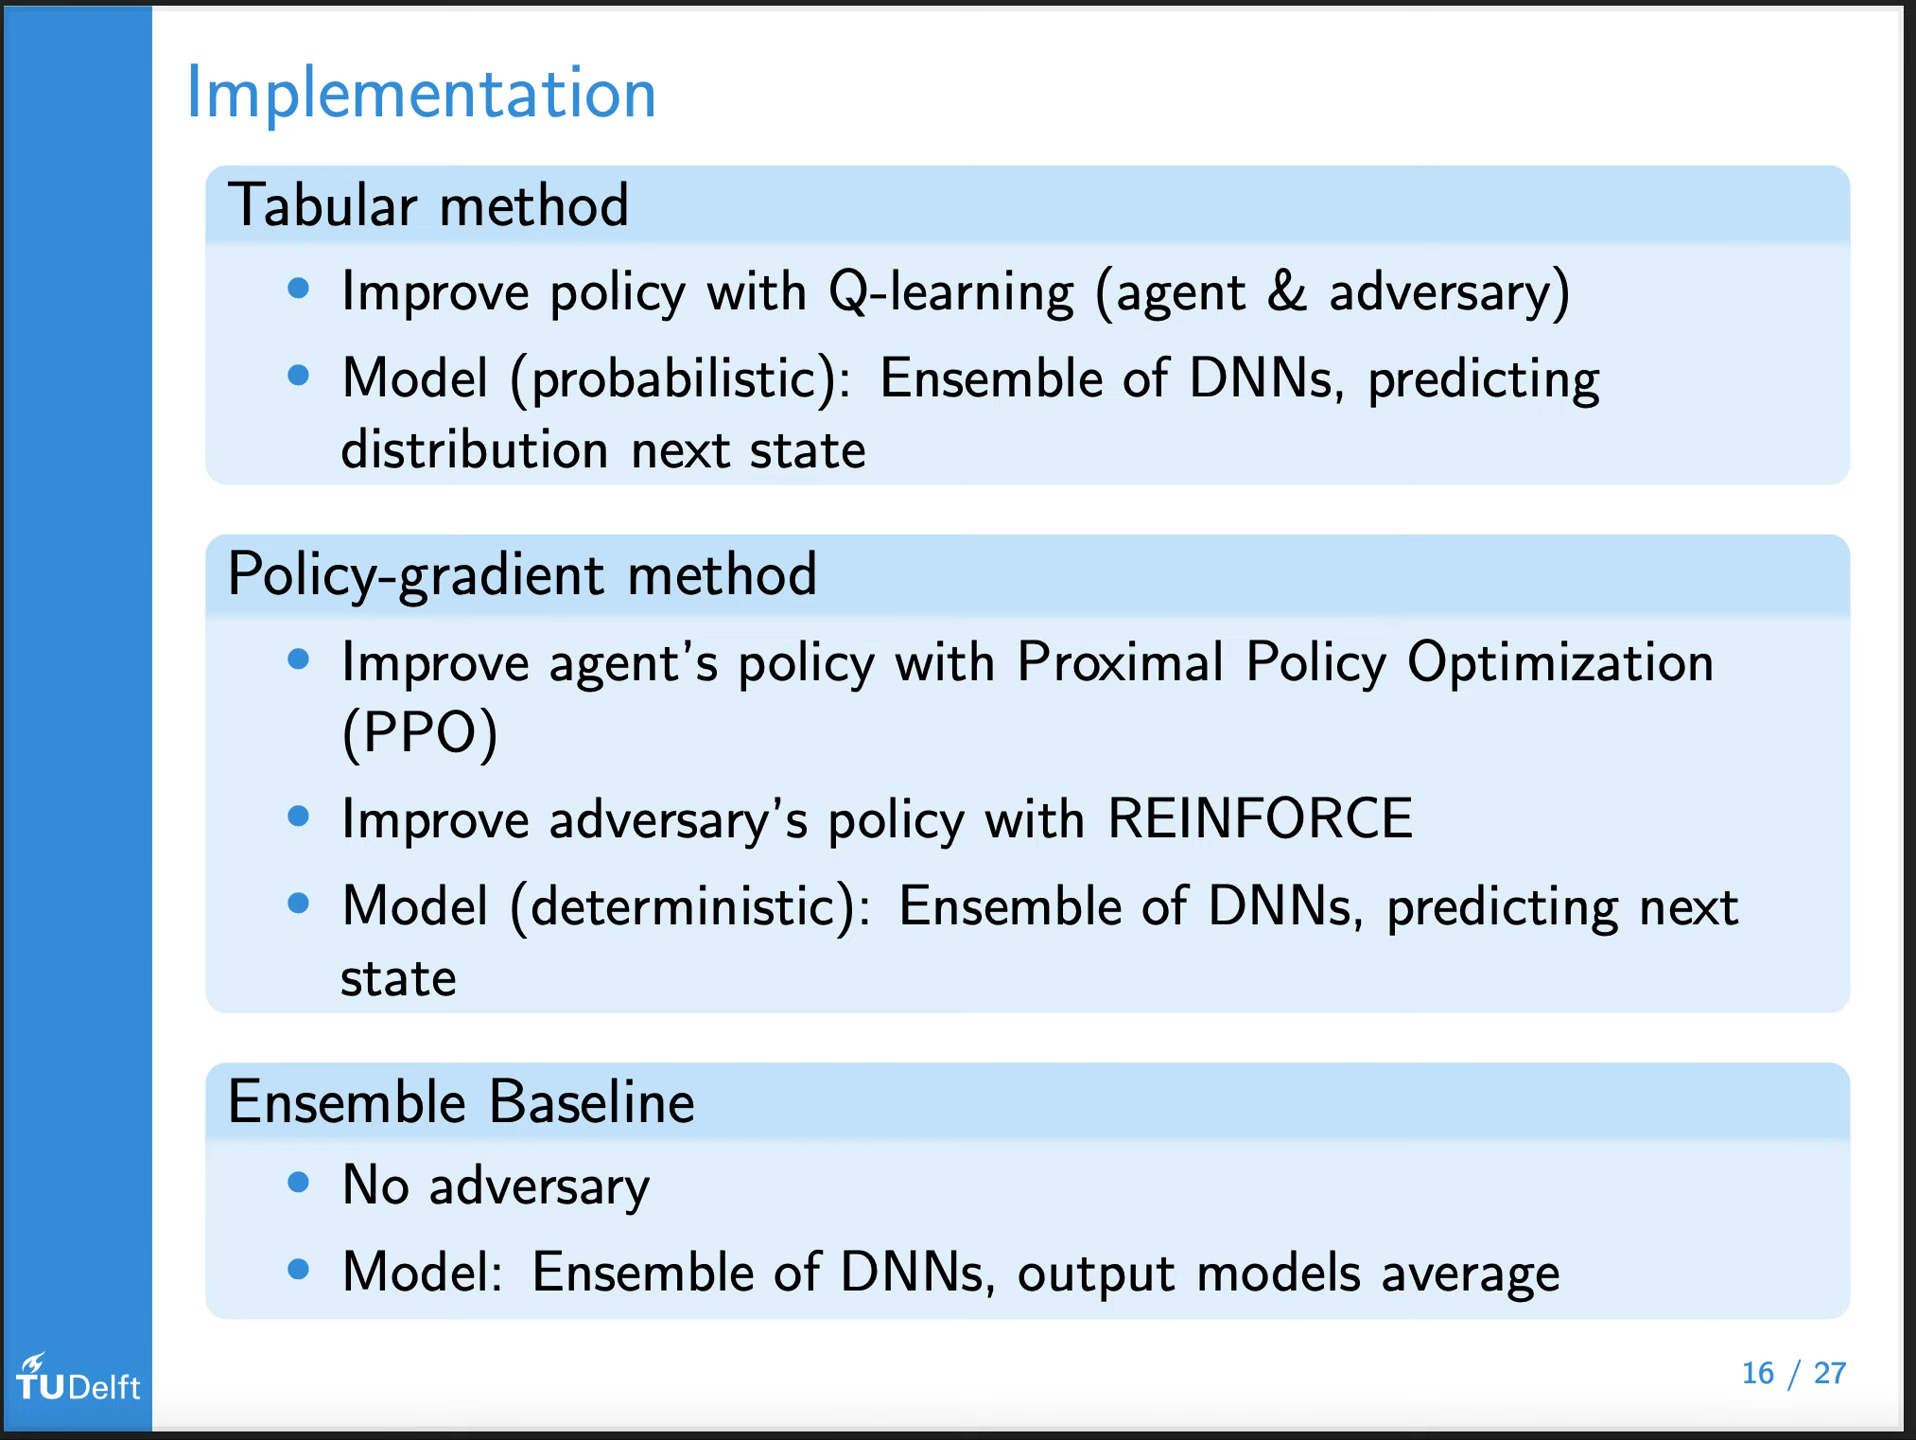 Implementation
Tabular method
• Improve policy with Q-learning (agent & adversary)
• Model (probabilistic): Ensemble of DNNs, predicting
distribution next state
Policy-gradient method
• Improve agent's policy with Proximal Policy Optimization
(PPO)
• Improve adversary's policy with REINFORCE
• Model (deterministic): Ensemble of DNNs, predicting next
state
Ensemble Baseline
• No adversary
• Model: Ensemble of DNNs, output models average
TUDelft
16 / 27